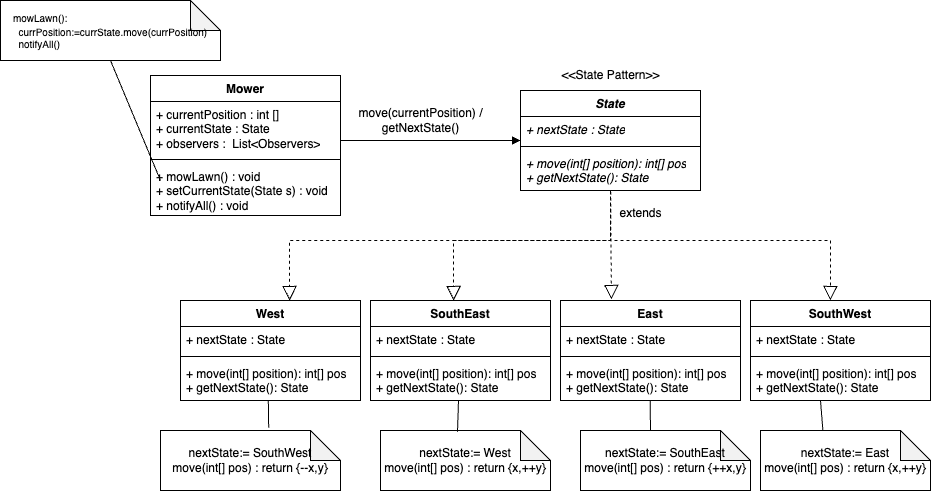 mowLawn():
currPosition:=currState.move(currPosition)
notifyAll()
<<State Pattern>>
Mower
+ currentPosition : int []
+ currentState : State
+ observers :  List<Observers>
+ mowLawn() : void
+ setCurrentState(State s) : void
+ notifyAll() : void
move(currentPosition) /
getNextState()
State
+ nextState : State
+ move(int[] position): int[] pos
+ getNextState(): State
extends
West
+ nextState : State
+ move(int[] position): int[] pos
+ getNextState(): State
SouthEast
+ nextState : State
+ move(int[] position): int[] pos
+ getNextState(): State
East
+ nextState : State
+ move(int[] position): int[] pos
+ getNextState(): State
SouthWest
+ nextState : State
+ move(int[] position): int[] pos
+ getNextState(): State
nextState:= SouthWest
move(int[] pos) : return {--x,y}
nextState:= West
move(int[] pos) : return {x,++y}
nextState:= SouthEast
move(int[] pos) : return {++x,y}
nextState:= East
move(int[] pos) : return {x,++y}